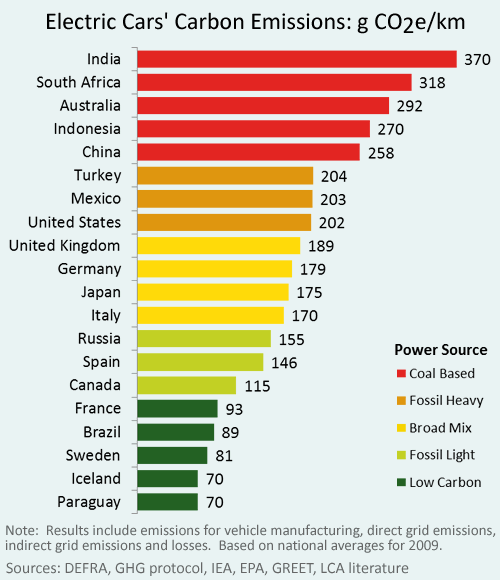 Electric Cars' Carbon Emissions: g CO2e/km
India 370
South Africa 318
Australia 292
Indonesia 270
China 258
Turkey 204
Mexico 203
United States 202
United Kingdom 189
Germany 179
Japan 175
Italy 170
Russia 155
Spain 146
Canada 115
France 93
Brazil 89
Sweden 81
Iceland 70
Paraguay 70
Power Source
Coal Based
Fossil Heavy
Broad Mix
Fossil Light
Low Carbon
Note: Results include emissions for vehicle manufacturing, direct grid emissions,
indirect grid emissions and losses. Based on national averages for 2009.
Sources: DEFRA, GHG protocol, IEA, EPA, GREET, LCA literature